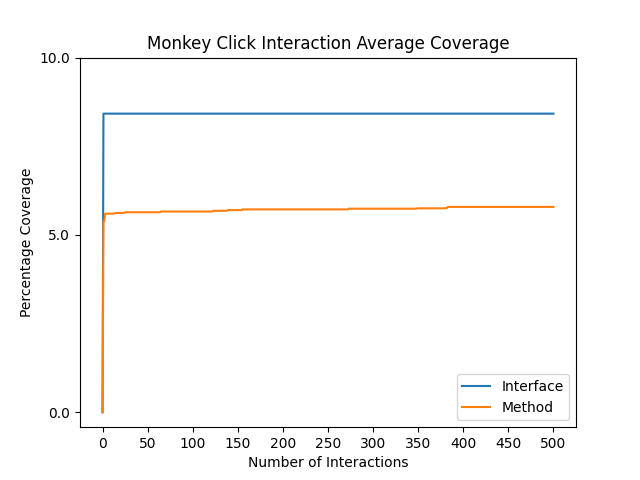 Monkey Click Interaction Average Coverage
10.0
5.0
0.0
Percentage Coverage
Interface
Method
0 50 100 150 200 250 300 350 400 450 500
Number of Interactions